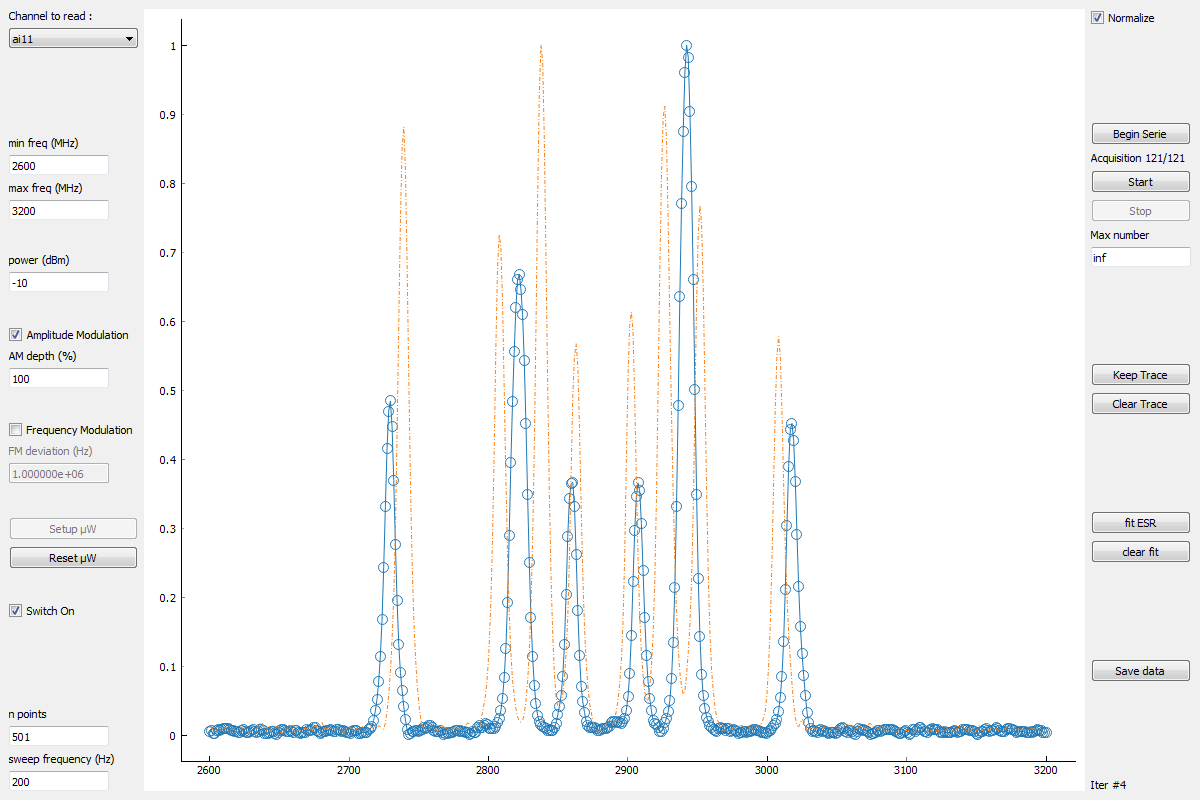 Channel to read :
ai11
min freq (MHz)
2600
max freq (MHz)
3200
power (dBm)
-10
Amplitude Modulation
AM depth (%)
100
Frequency Modulation
FM deviation (Hz)
1.000000e+06
Setup µW
Reset µW
Switch On
n points
501
sweep frequency (Hz)
200
1
0.9
0.8
0.7
0.6
0.5
0.4
0.3
0.2
0.1
0
2600 2700 2800 2900 3000 3100 3200
Normalize
Begin Serie
Acquisition 121/121
Start
Stop
Max number
inf
Keep Trace
Clear Trace
fit ESR
clear fit
Save data
Iter #4